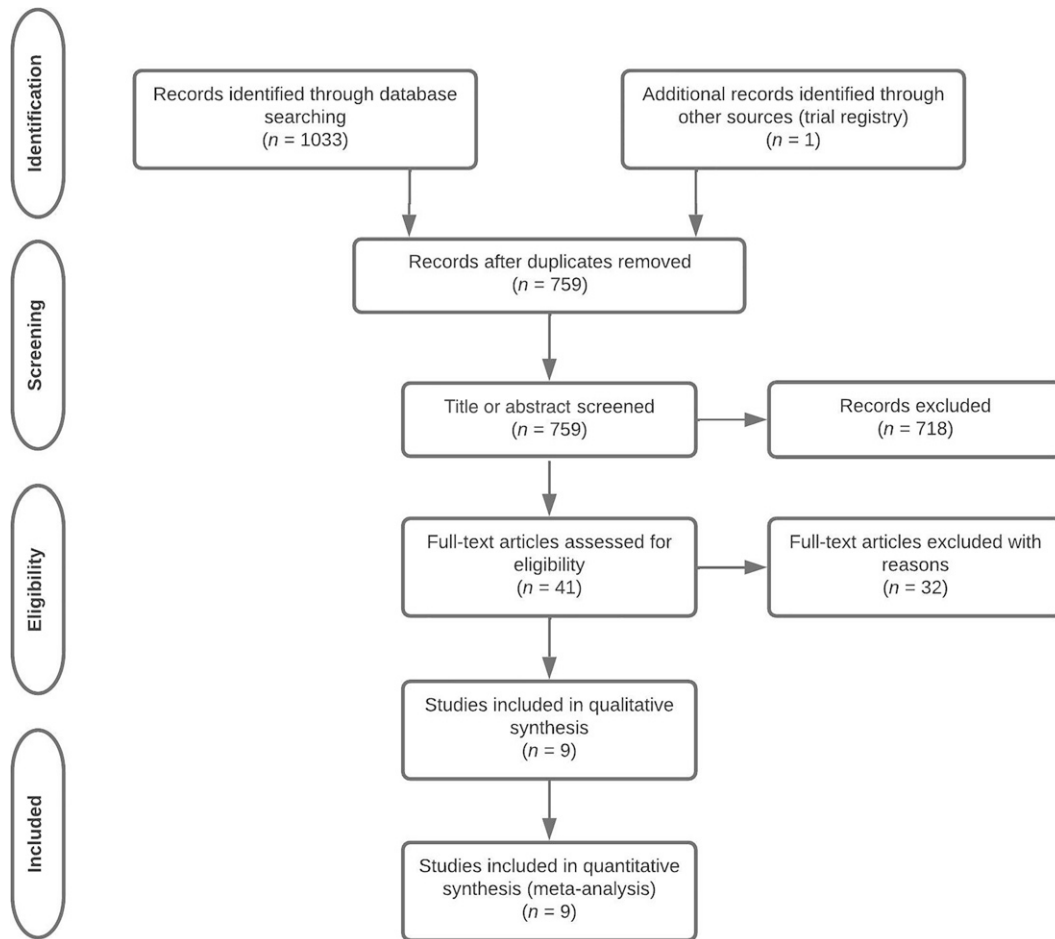 Identification
Records identified through database
searching
(n = 1033)
Additional records identified through
other sources (trial registry)
(n = 1)
Screening
Records after duplicates removed
(n = 759)
Title or abstract screened
(n = 759)
Records excluded
(n = 718)
Eligibility
Full-text articles assessed for
eligibility
(n = 41)
Full-text articles excluded with
reasons
(n = 32)
Studies included in qualitative
synthesis
(n = 9)
Included
Studies included in quantitative
synthesis (meta-analysis)
(n = 9)